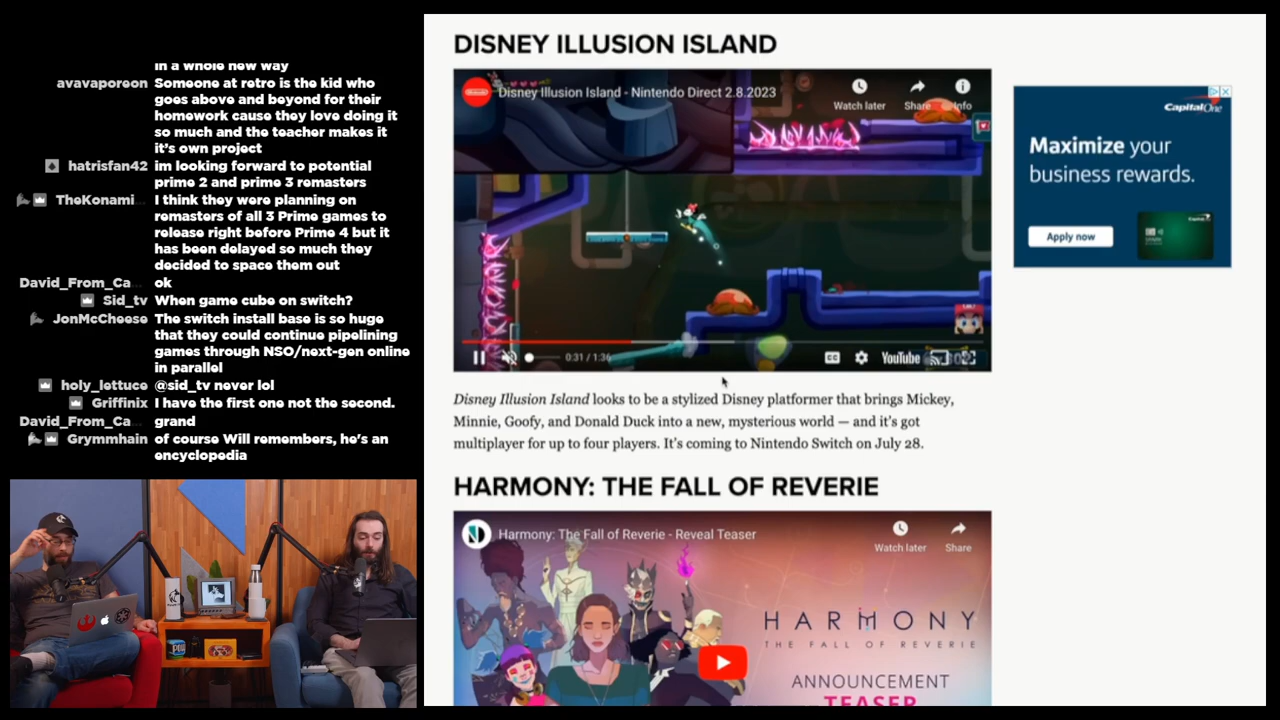 in a whole new way
avavaporeon Someone at retro is the kid who
goes above and beyond for their
homework cause they love doing it
so much and the teacher makes it
it's own project
hatrisfan42 im looking forward to potential
prime 2 and prime 3 remasters
TheKonami... I think they were planning on
remasters of all 3 Prime games to
release right before Prime 4 but it
has been delayed so much they
decided to space them out
David_From_Ca... ok
Sid_tv When game cube on switch?
JonMcCheese The switch install base is so huge
that they could continue pipelining
games through NSO/next-gen online
in parallel
holy_lettuce @sid_tv never lol
Griffinix I have the first one not the second.
David_From_Ca... grand
Grymmhain of course Will remembers, he's an
encyclopedia
DISNEY ILLUSION ISLAND
Disney Illusion Island - Nintendo Direct 2.8.2023
Watch later
Share
Info
0:31 / 1:36
CC
YouTube
Disney Illusion Island looks to be a stylized Disney platformer that brings Mickey,
Minnie, Goofy, and Donald Duck into a new, mysterious world — and it's got
multiplayer for up to four players. It's coming to Nintendo Switch on July 28.
HARMONY: THE FALL OF REVERIE
Harmony: The Fall of Reverie - Reveal Teaser
Watch later
Share
HARMONY
THE FALL OF REVERIE
ANNOUNCEMENT
TEASER
Capital One
Maximize your
business rewards.
Apply now